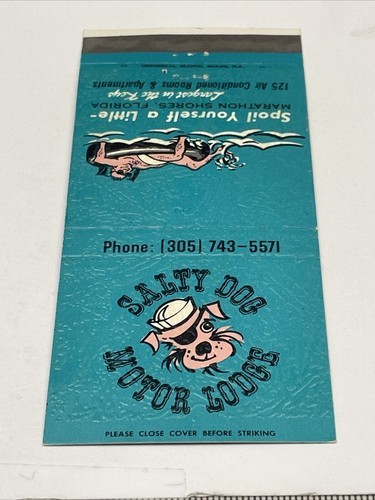 125 Air Conditioned Rooms & Apartments
Largest in the Keys
MARATHON SHORES, FLORIDA
Spoil Yourself a Little-
Phone: (305) 743-5571
SALTY DOG
MOTOR LODGE
PLEASE CLOSE COVER BEFORE STRIKING